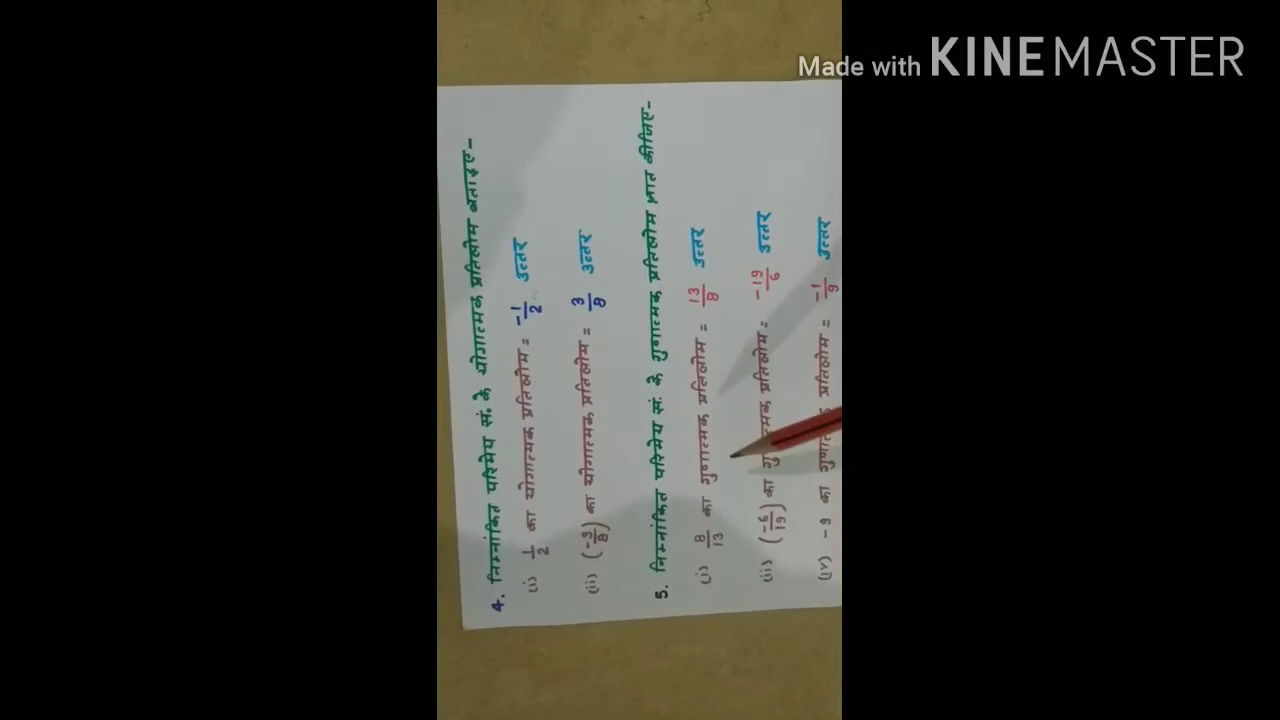 Made with KINEMASTER
4. निम्नांकित परिमेय सं. के योगात्मक प्रतिलोम बताइए-
(i) 1/2 का योगात्मक प्रतिलोम = -1/2 उत्तर
(ii) (-3/8) का योगात्मक प्रतिलोम = 3/8 उत्तर
5. निम्नांकित परिमेय सं. के गुणात्मक प्रतिलोम ज्ञात कीजिए-
(i) 8/13 का गुणात्मक प्रतिलोम = 13/8 उत्तर
(ii) (-6/19) का प्रतिलोम = -19/6 उत्तर
(iv) -9 का प्रतिलोम = -1/9 उत्तर